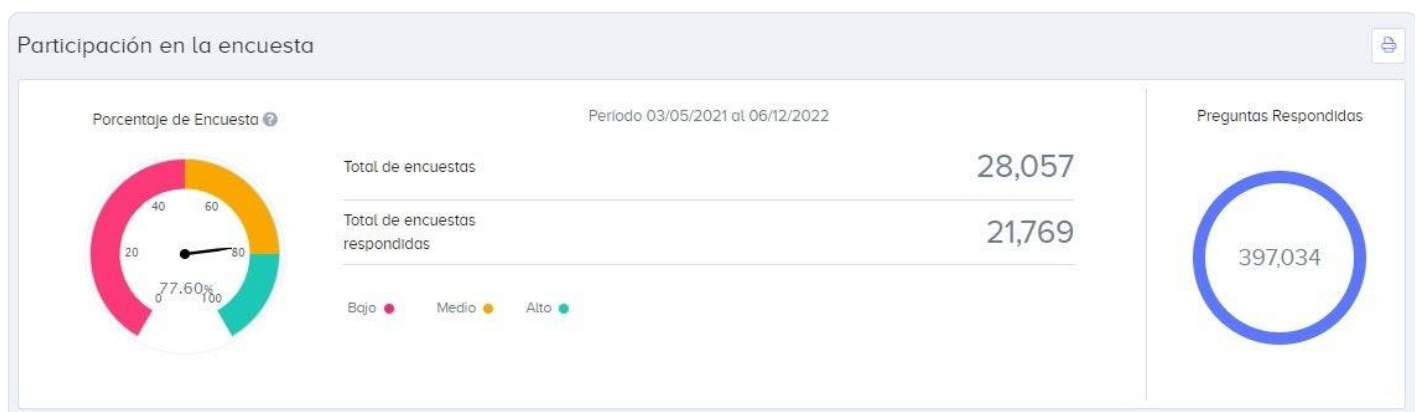 Participación en la encuesta
Porcentaje de Encuesta
40
60
20
80
77.60%
0
100
Período 03/05/2021 al 06/12/2022
Total de encuestas
28,057
Total de encuestas
respondidas
21,769
Bajo
Medio
Alto
Preguntas Respondidas
397,034